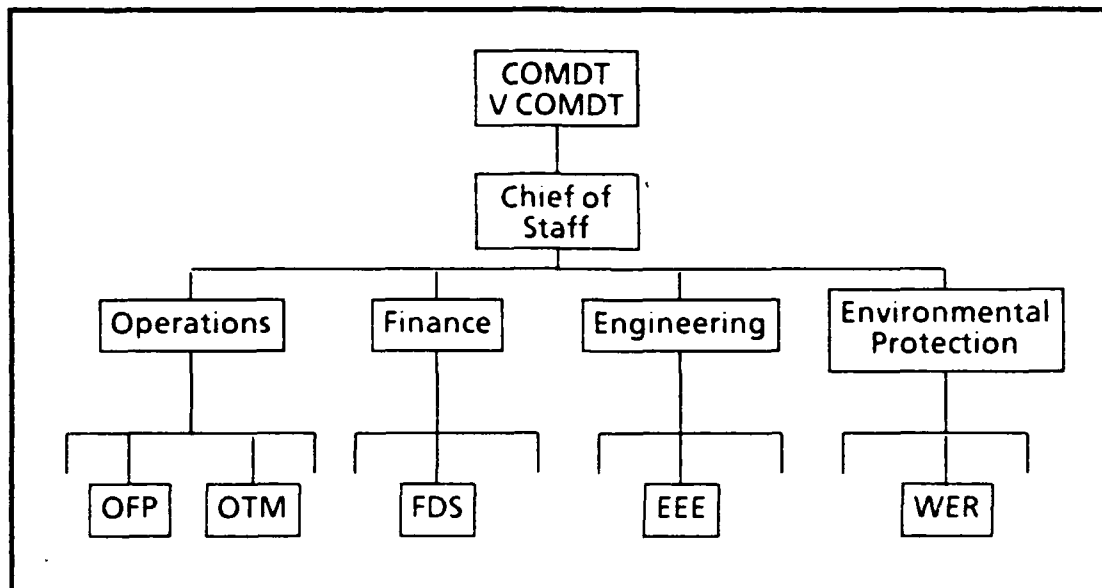 COMDT
V COMDT
Chief of
Staff
Operations
Finance
Engineering
Environmental
Protection
OFP
OTM
FDS
EEE
WER